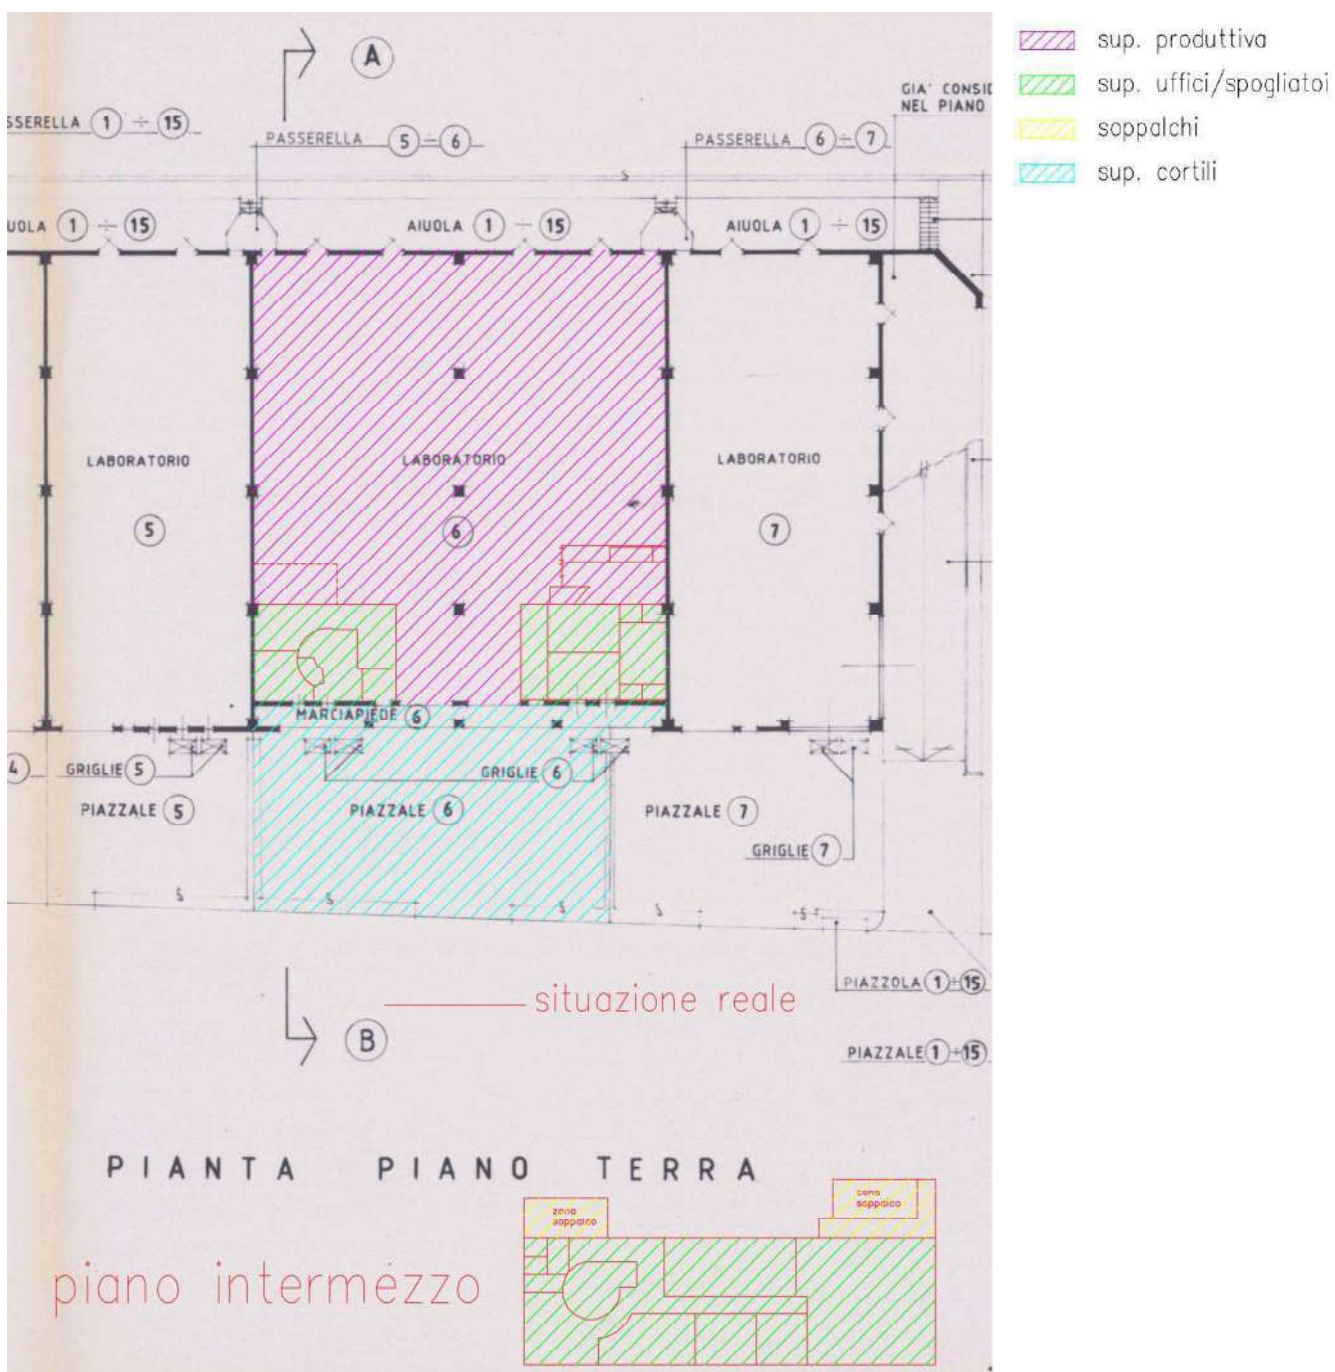 A
sup. produttiva
sup. uffici/spogliatoi
soppalchi
sup. cortili
GIA' CONSID
NEL PIANO
SSERELLA 1 ÷ 15
PASSERELLA 5 ÷ 6
PASSERELLA 6 ÷ 7
S
IUOLA 1 ÷ 15
AIUOLA 1 ÷ 15
AIUOLA 1 ÷ 15
LABORATORIO
5
LABORATORIO
6
LABORATORIO
7
MARCIAPIEDE 6
4
GRIGLIE 5
GRIGLIE 6
PIAZZALE 5
PIAZZALE 6
PIAZZALE 7
GRIGLIE 7
S
S
S
S
S
PIAZZOLA 1 ÷ 15
situazione reale
B
PIAZZALE 1 ÷ 15
PIANTA PIANO TERRA
zona
soppalco
zona
soppalco
piano intermezzo